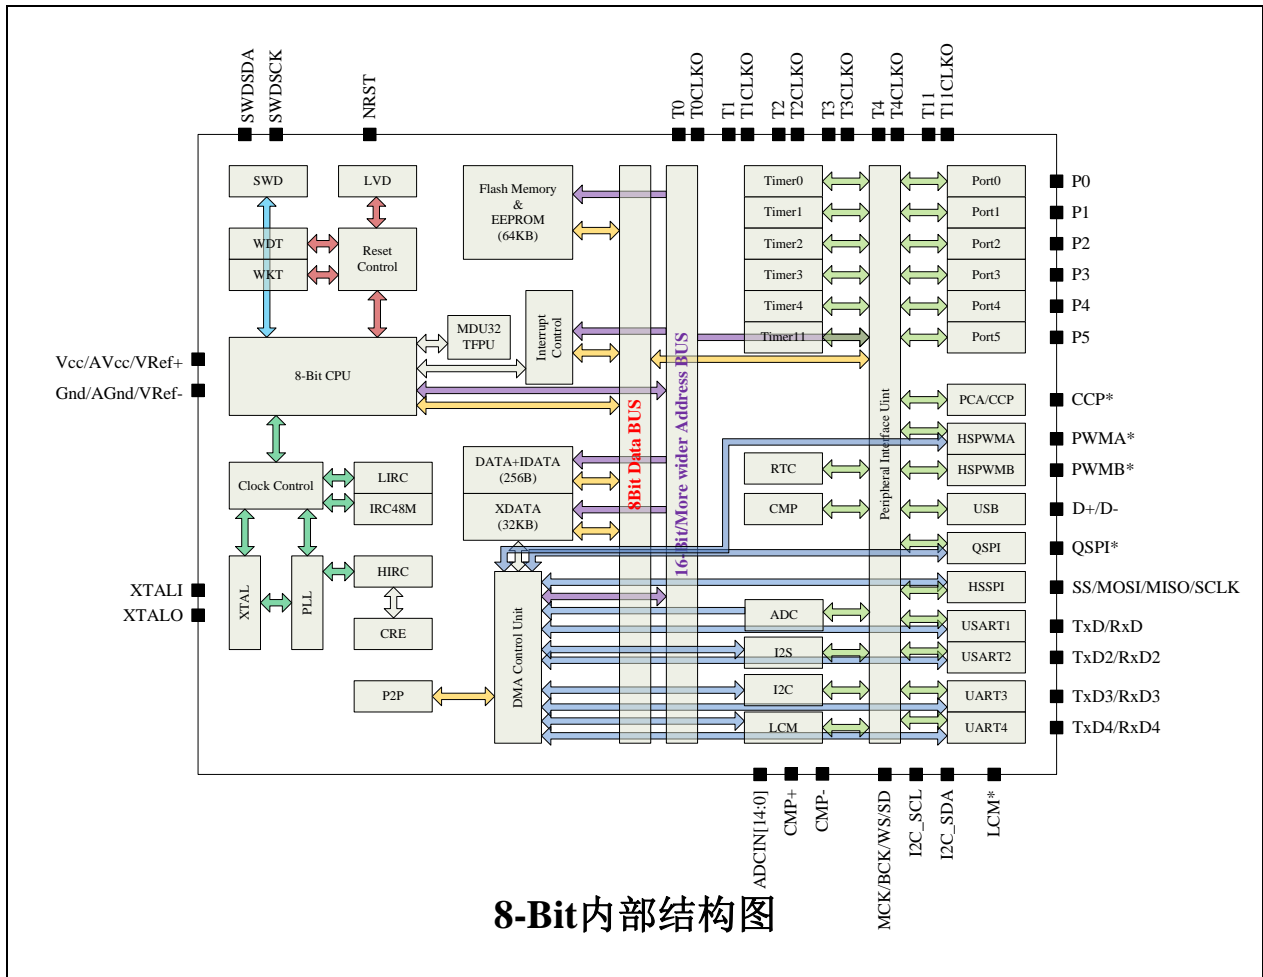 SWDSDA
SWDSCK
NRST
T0
T0CLKO
T1
T1CLKO
T2
T2CLKO
T3
T3CLKO
T4
T4CLKO
T11
T11CLKO
SWD
LVD
WDT
WKT
Reset
Control
Flash Memory
&
EEPROM
(64KB)
MDU32
TFPU
Interrupt
Control
8-Bit CPU
Vcc/AVcc/VRef+
Gnd/AGnd/VRef-
Clock Control
LIRC
IRC48M
XTAL
PLL
HIRC
CRE
P2P
XTALI
XTALO
DATA+IDATA
(256B)
XDATA
(32KB)
DMA Control Unit
8Bit Data BUS
16-Bit/More wider Address BUS
Timer0
Timer1
Timer2
Timer3
Timer4
Timer11
RTC
CMP
ADC
I2S
I2C
LCM
Peripheral Interface Uint
Port0
Port1
Port2
Port3
Port4
Port5
PCA/CCP
HSPWMA
HSPWMB
USB
QSPI
HSSPI
USART1
USART2
UART3
UART4
P0
P1
P2
P3
P4
P5
CCP*
PWMA*
PWMB*
D+/D-
QSPI*
SS/MOSI/MISO/SCLK
TxD/RxD
TxD2/RxD2
TxD3/RxD3
TxD4/RxD4
ADCIN[14:0]
CMP+
CMP-
MCK/BCK/WS/SD
I2C_SCL
I2C_SDA
LCM*
8-Bit内部结构图